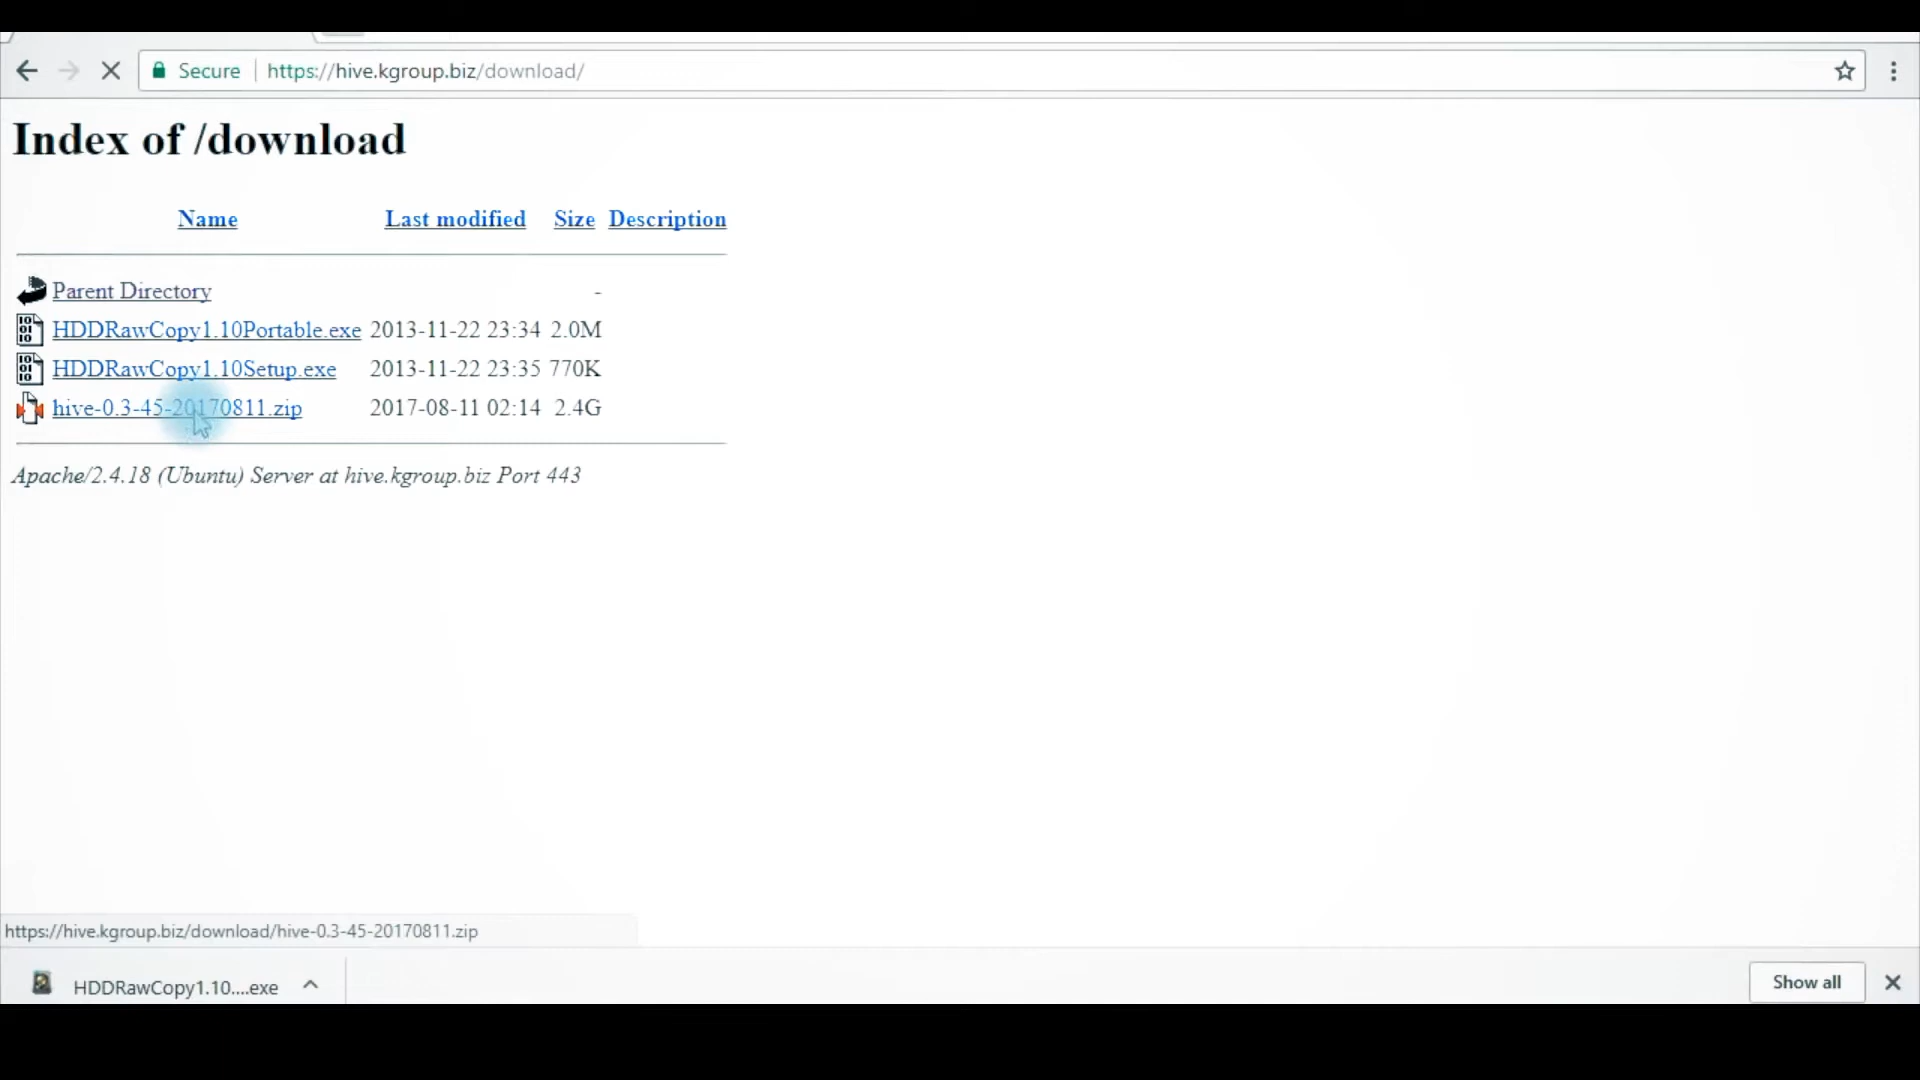 Secure https://hive.kgroup.biz/download/
Index of /download
Name Last modified Size Description
Parent Directory -
HDDRawCopy1.10Portable.exe 2013-11-22 23:34 2.0M
HDDRawCopy1.10Setup.exe 2013-11-22 23:35 770K
hive-0.3-45-20170811.zip 2017-08-11 02:14 2.4G
Apache/2.4.18 (Ubuntu) Server at hive.kgroup.biz Port 443
https://hive.kgroup.biz/download/hive-0.3-45-20170811.zip
HDDRawCopy1.10....exe Show all